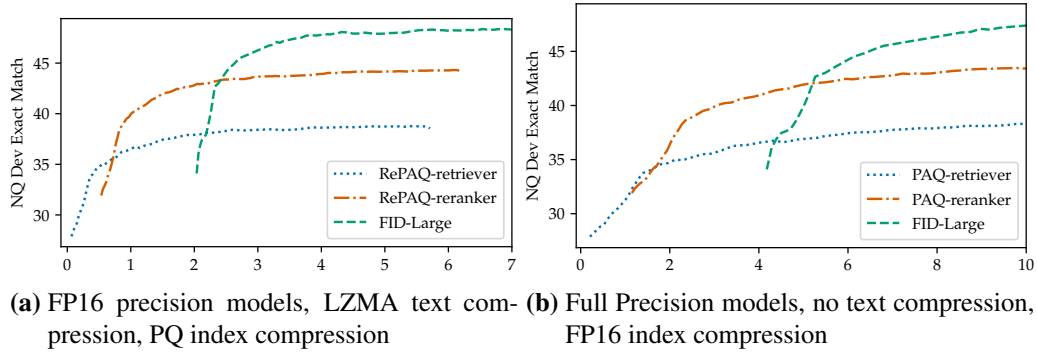 NQ Dev Exact Match
45
40
35
30
RePAQ-retriever
RePAQ-reranker
FID-Large
0 1 2 3 4 5 6 7
(a) FP16 precision models, LZMA text com-
pression, PQ index compression
NQ Dev Exact Match
45
40
35
30
PAQ-retriever
PAQ-reranker
FID-Large
0 2 4 6 8 10
(b) Full Precision models, no text compression,
FP16 index compression